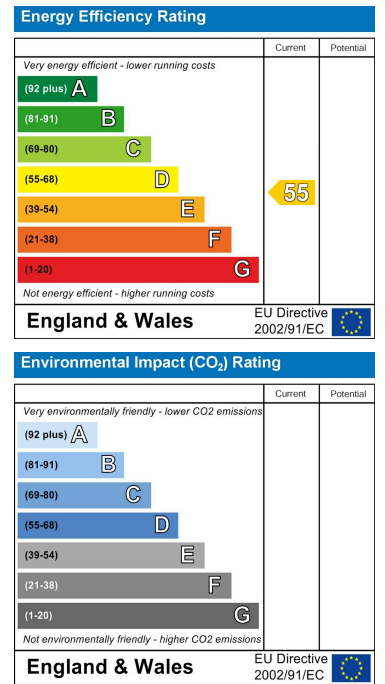 Energy Efficiency Rating
Current Potential
Very energy efficient - lower running costs
(92 plus) A
(81-91) B
(69-80) C
(55-68) D
55
(39-54) E
(21-38) F
(1-20) G
Not energy efficient - higher running costs
England & Wales
EU Directive
2002/91/EC
Environmental Impact (CO₂) Rating
Current Potential
Very environmentally friendly - lower CO2 emissions
(92 plus) A
(81-91) B
(69-80) C
(55-68) D
(39-54) E
(21-38) F
(1-20) G
Not environmentally friendly - higher CO2 emissions
England & Wales
EU Directive
2002/91/EC